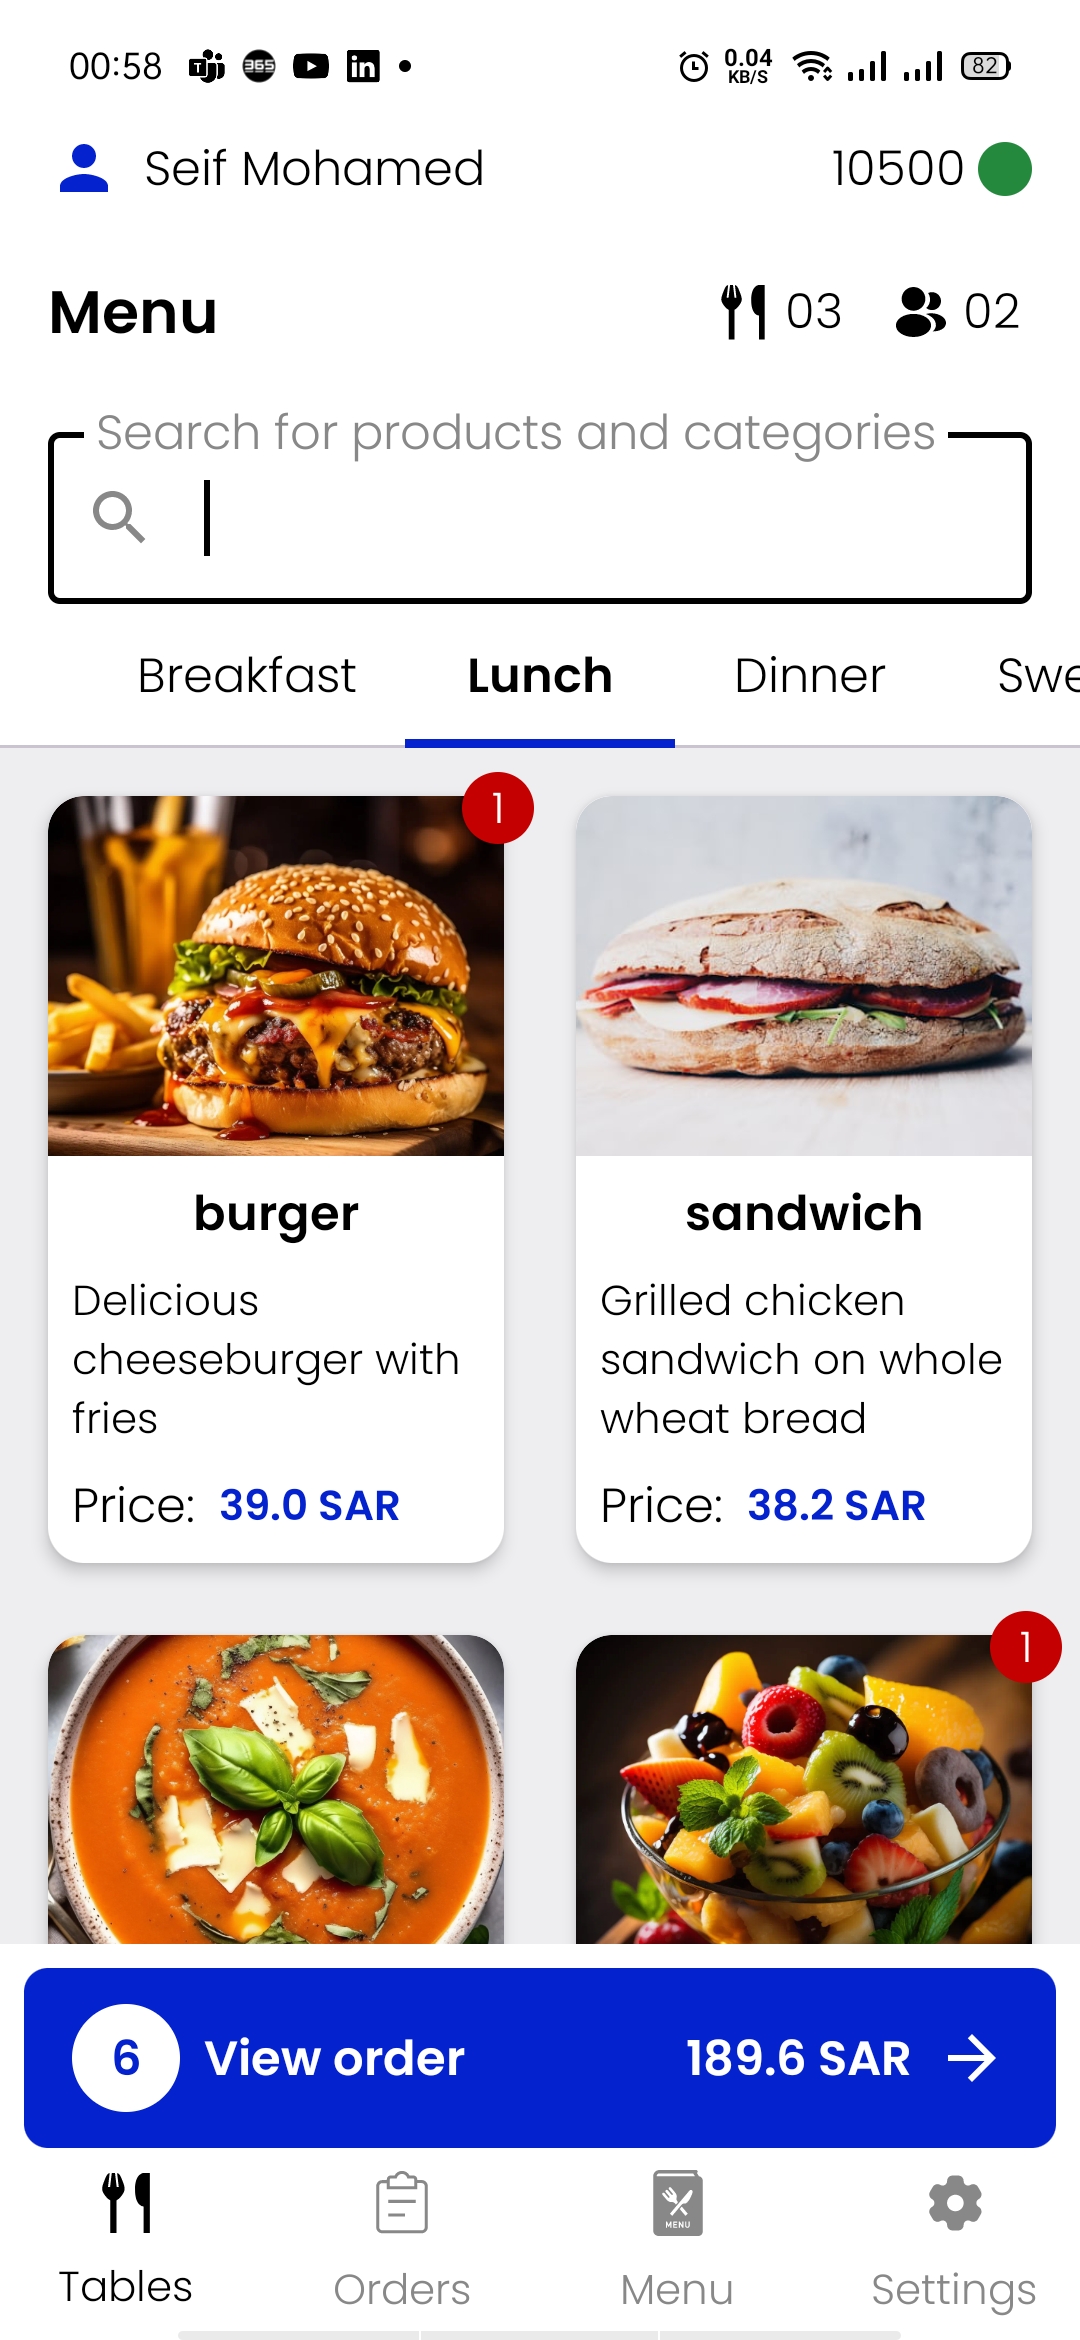 00:58
365
in
0.04
KB/S
82
Seif Mohamed
10500
Menu
03
02
Search for products and categories
Breakfast
Lunch
Dinner
Swe
1
burger
Delicious
cheeseburger with
fries
Price: 39.0 SAR
sandwich
Grilled chicken
sandwich on whole
wheat bread
Price: 38.2 SAR
1
6
View order
189.6 SAR
MENU
Tables
Orders
Menu
Settings